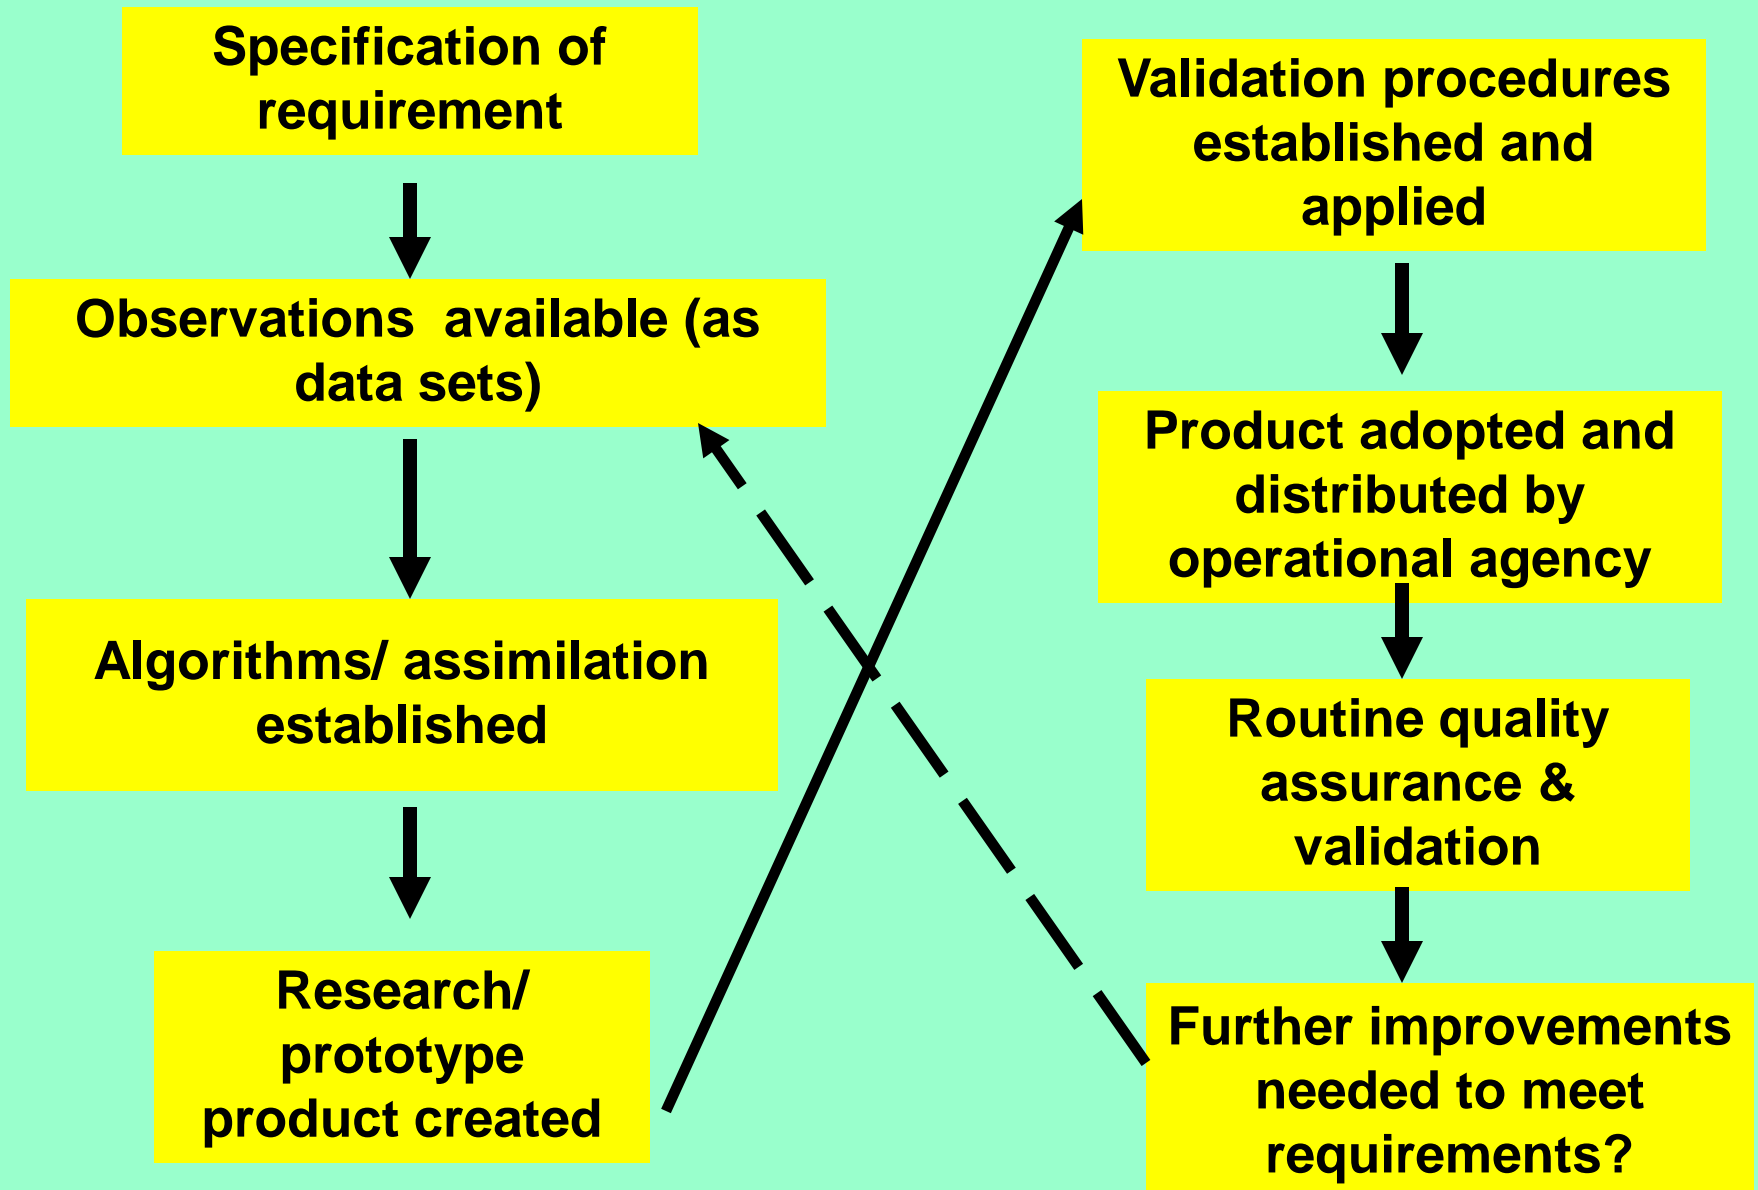 Specification of
requirement
Observations  available (as
data sets)
Algorithms/ assimilation
established
Research/
prototype
product created
Validation procedures
established and
applied
Product adopted and
distributed by
operational agency
Routine quality
assurance &
validation
Further improvements
needed to meet
requirements?